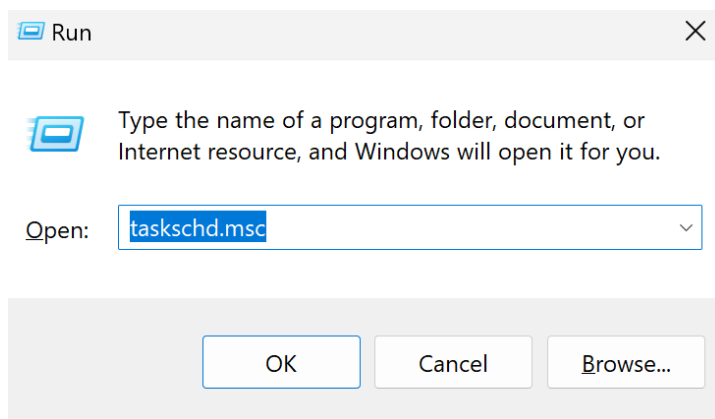 Run
Type the name of a program, folder, document, or
Internet resource, and Windows will open it for you.
Open: taskschd.msc
OK Cancel Browse...